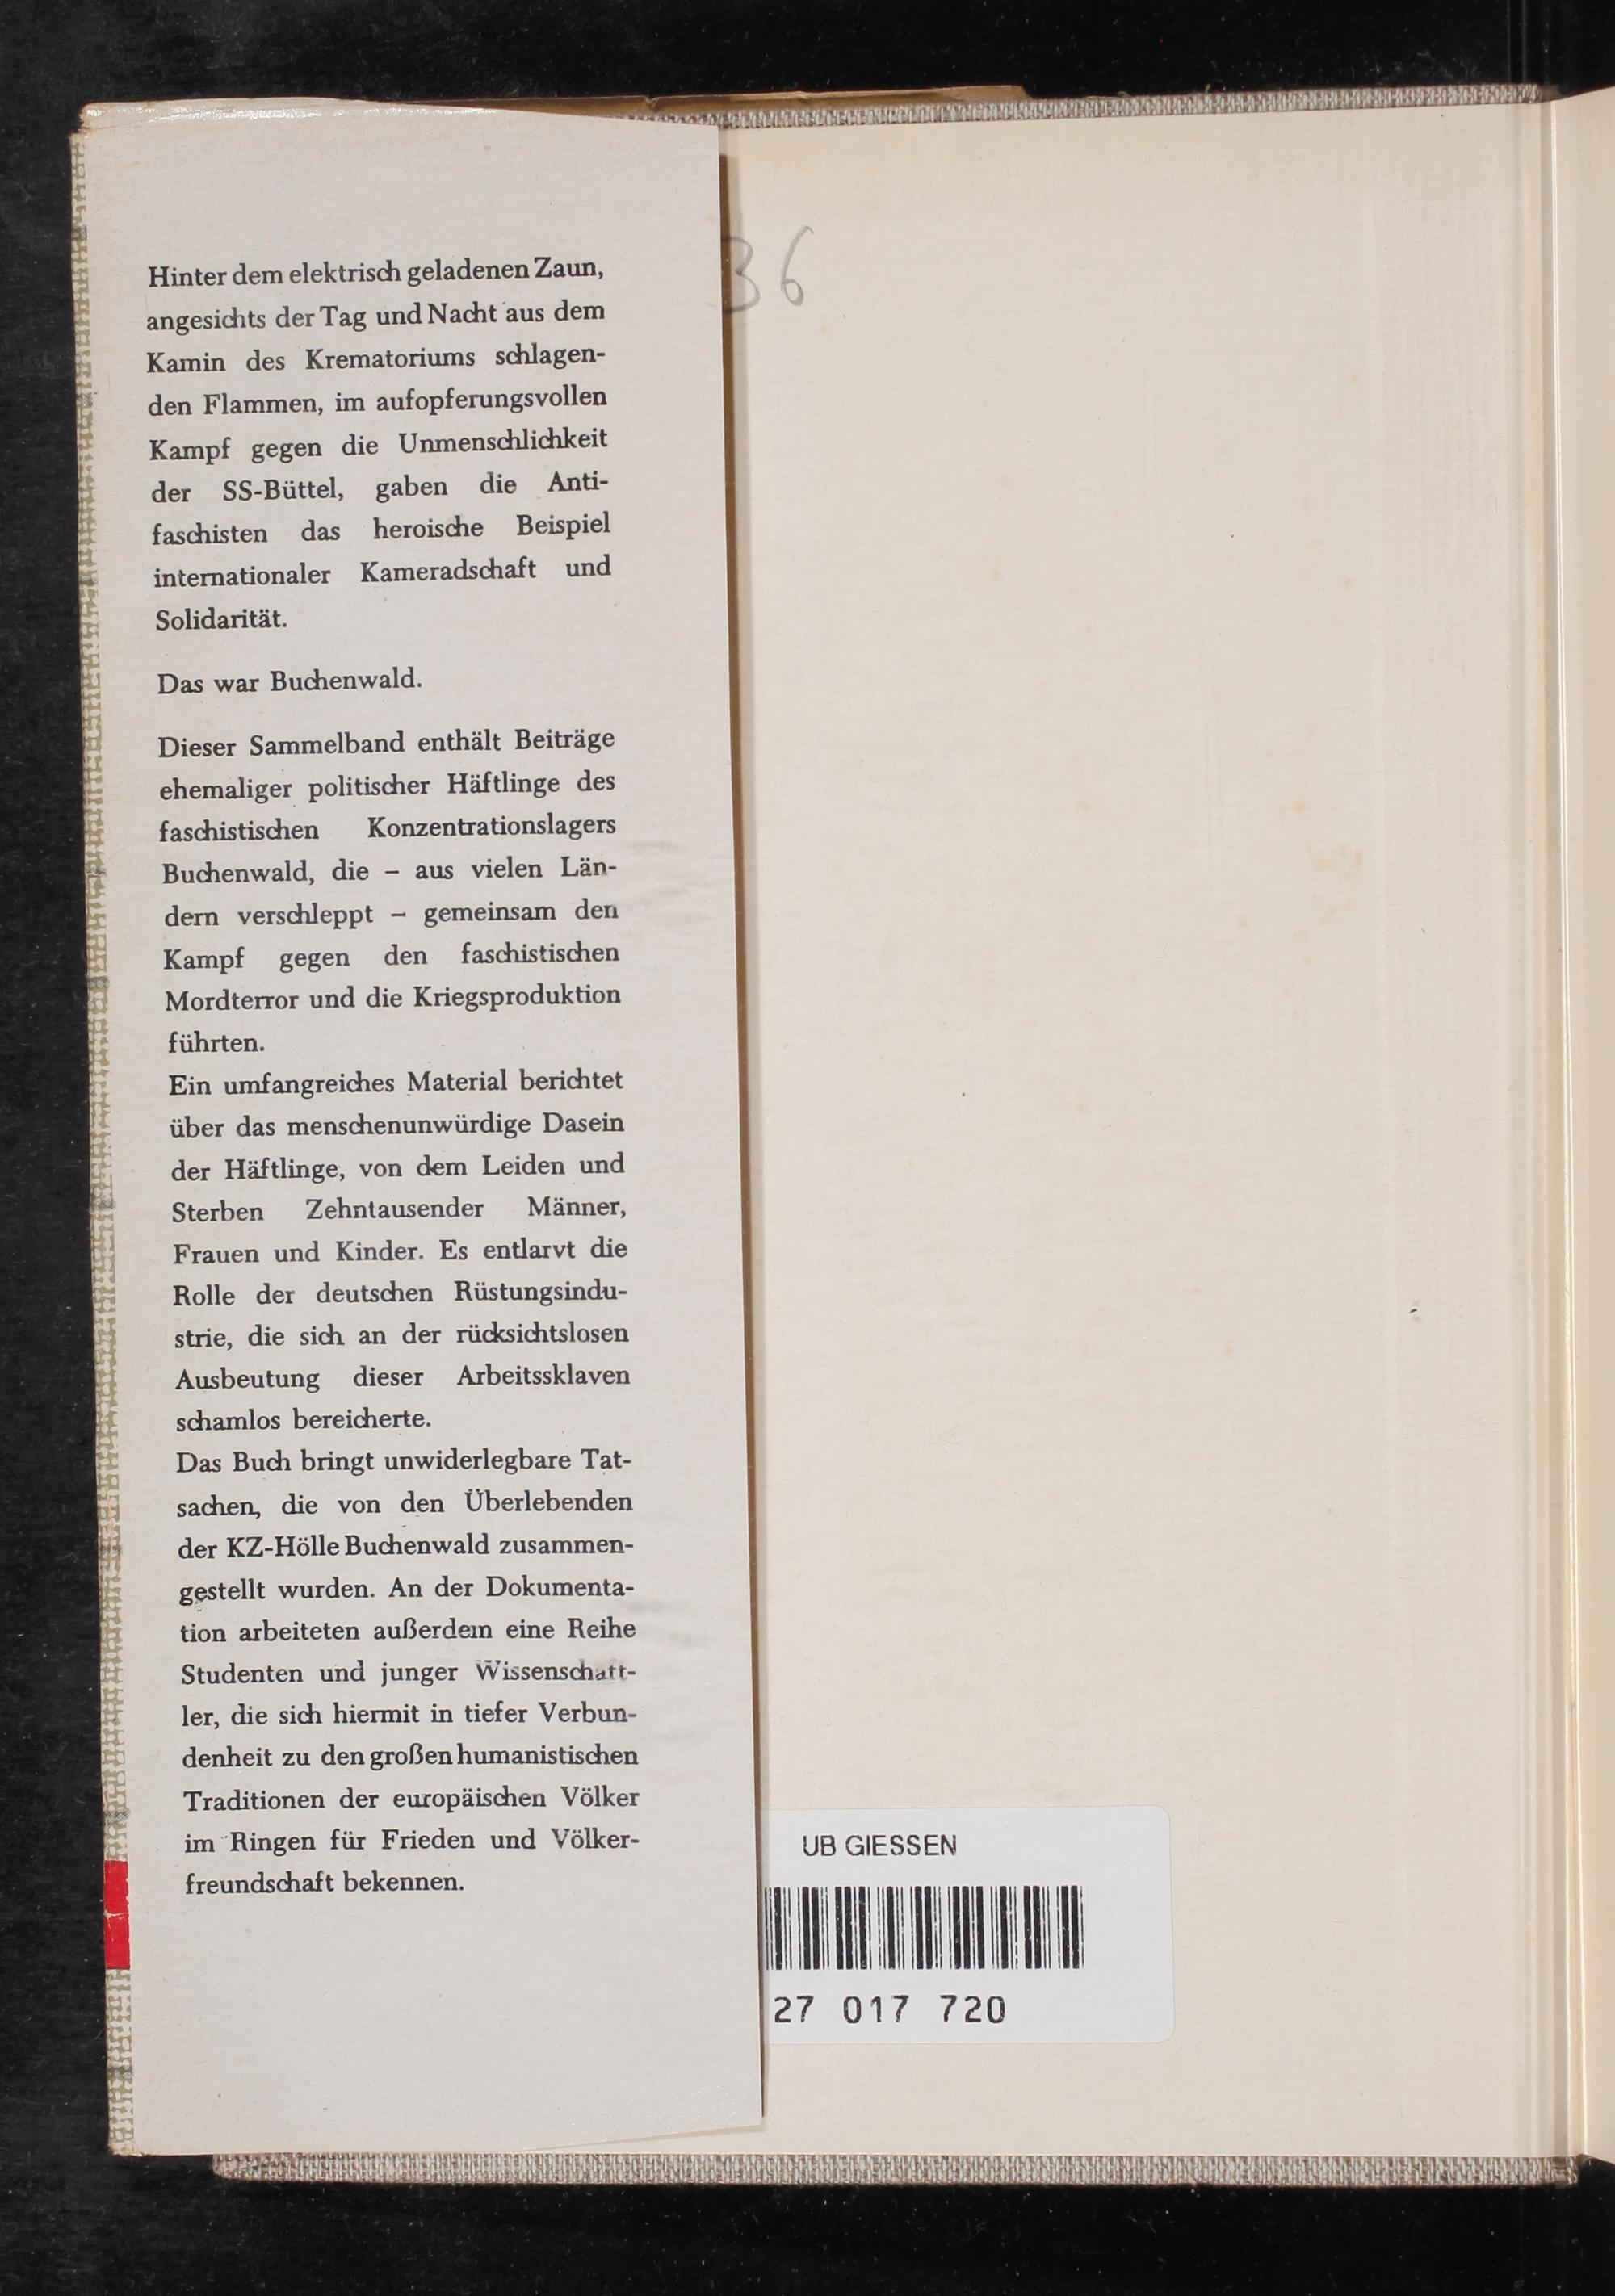 Hinter dem elektrisch geladenen Zaun,
angesichts der Tag und Nacht aus dem
Kamin des Krematoriums schlagen-
den Flammen, im aufopferungsvollen
Kampf gegen die Unmenschlichkeit
der SS-Büttel, gaben die Anti-
faschisten das heroische Beispiel
internationaler Kameradschaft und
Solidarität.
Das war Buchenwald.
Dieser Sammelband enthält Beiträge
ehemaliger politischer Häftlinge des
faschistischen Konzentrationslagers
Buchenwald, die – aus vielen Län-
dern verschleppt – gemeinsam den
Kampf gegen den faschistischen
Mordterror und die Kriegsproduktion
führten.
Ein umfangreiches Material berichtet
über das menschenunwürdige Dasein
der Häftlinge, von dem Leiden und
Sterben Zehntausender Männer,
Frauen und Kinder. Es entlarvt die
Rolle der deutschen Rüstungsindu-
strie, die sich an der rücksichtslosen
Ausbeutung dieser Arbeitssklaven
schamlos bereicherte.
Das Buch bringt unwiderlegbare Tat-
sachen, die von den Überlebenden
der KZ-Hölle Buchenwald zusammen-
gestellt wurden. An der Dokumenta-
tion arbeiteten außerdem eine Reihe
Studenten und junger Wissenschaft-
ler, die sich hiermit in tiefer Verbun-
denheit zu den großen humanistischen
Traditionen der europäischen Völker
im Ringen für Frieden und Völker-
freundschaft bekennen.
36
UB GIESSEN
27 017 720